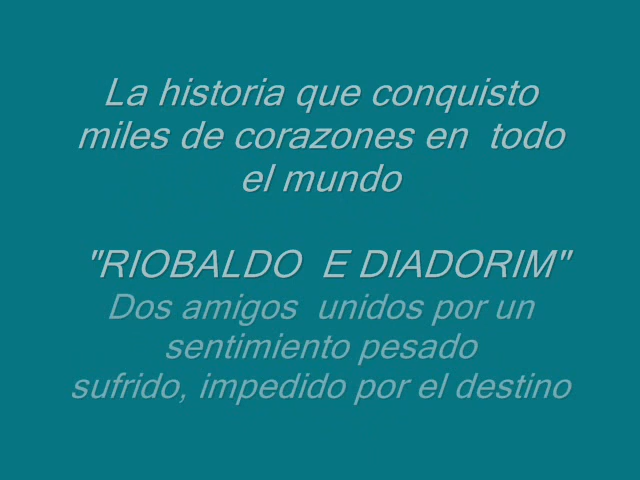 La historia que conquisto
miles de corazones en todo
el mundo
"RIOBALDO E DIADORIM"
Dos amigos unidos por un
sentimiento pesado
sufrido, impedido por el destino